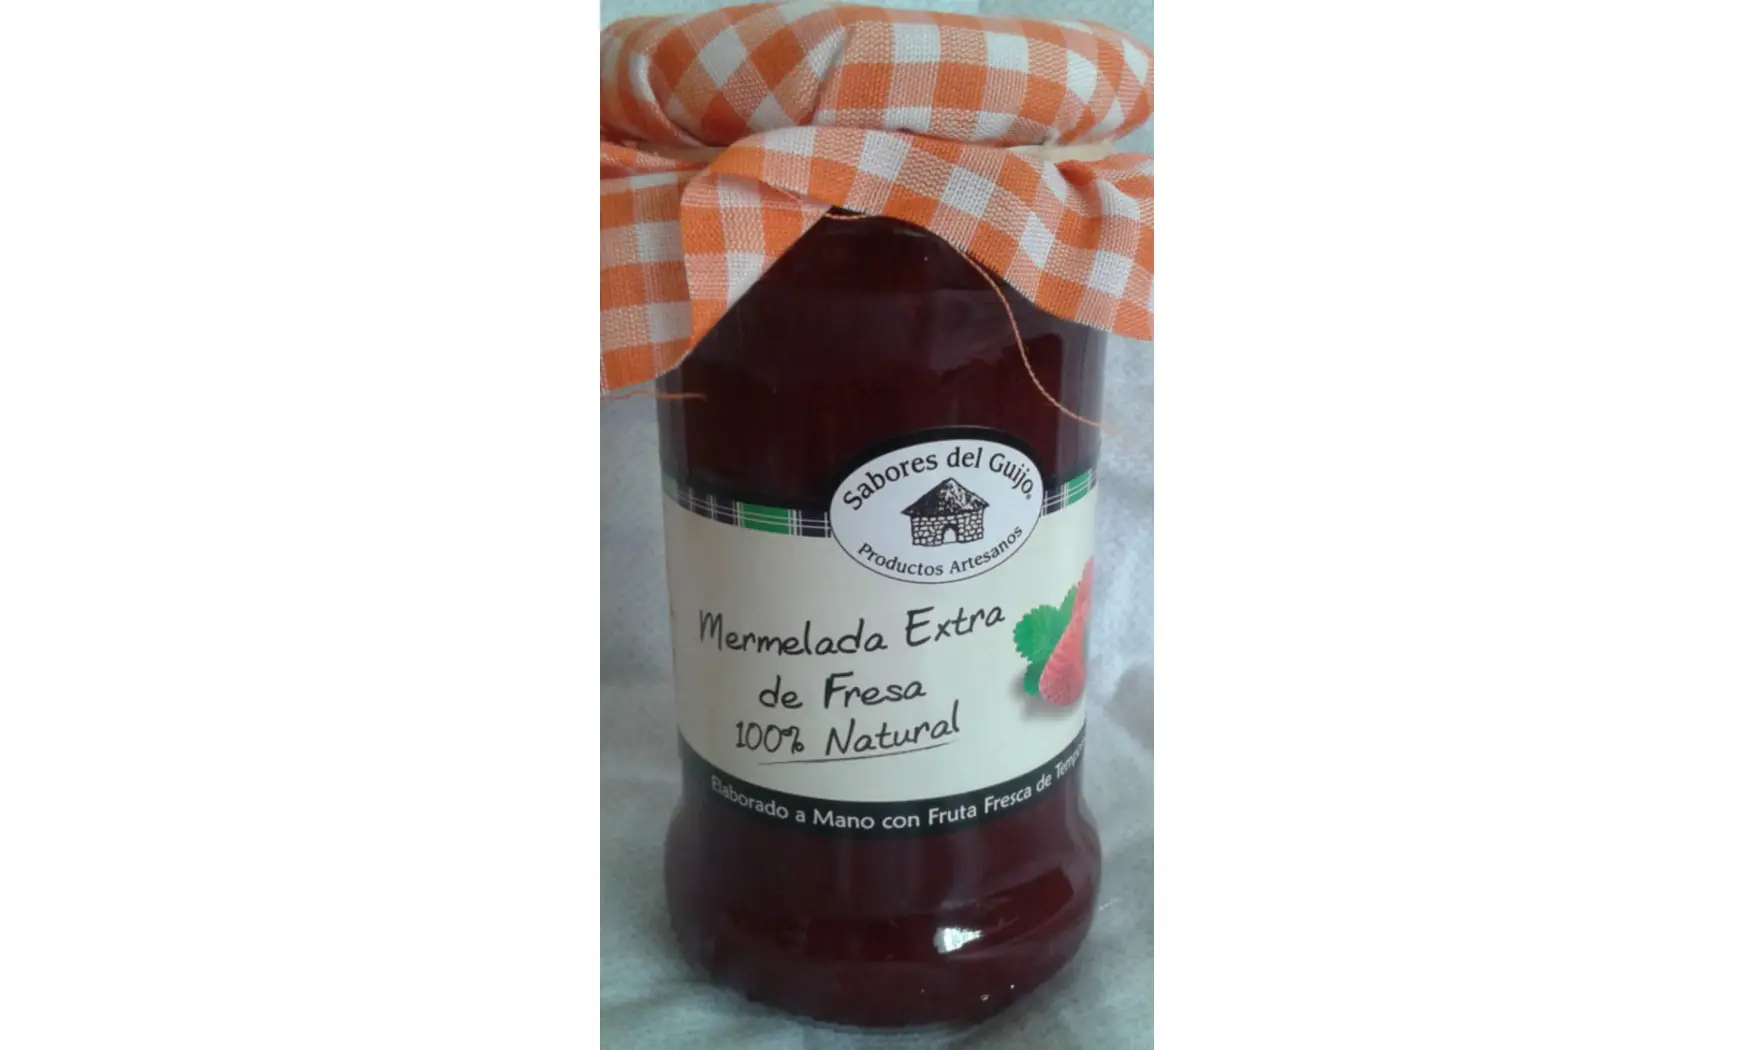 Sabores del Guijo
Productos Artesanos
Mermelada Extra
de Fresa
100% Natural
Elaborado a Mano con Fruta Fresca de